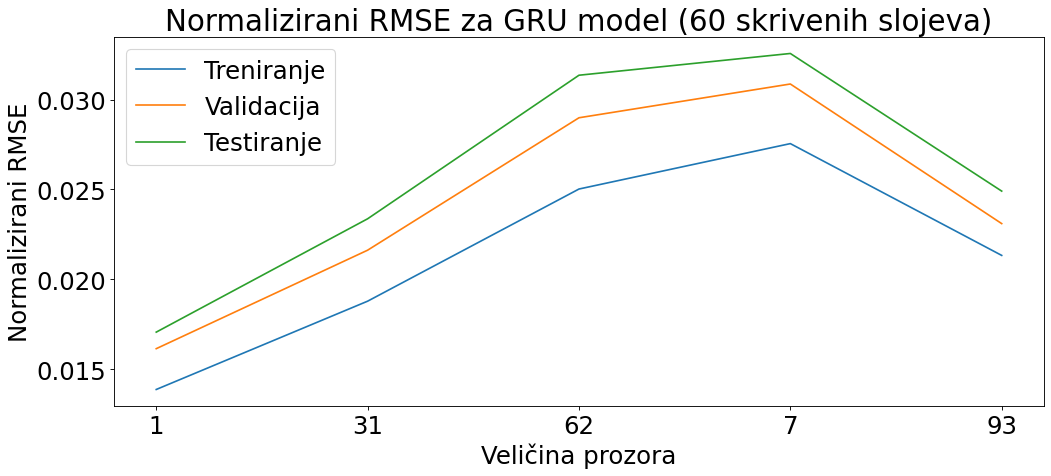 Normalizirani RMSE za GRU model (60 skrivenih slojeva)
Treniranje
Validacija
Testiranje
Normalizirani RMSE
0.030
0.025
0.020
0.015
1 31 62 7 93
Veličina prozora